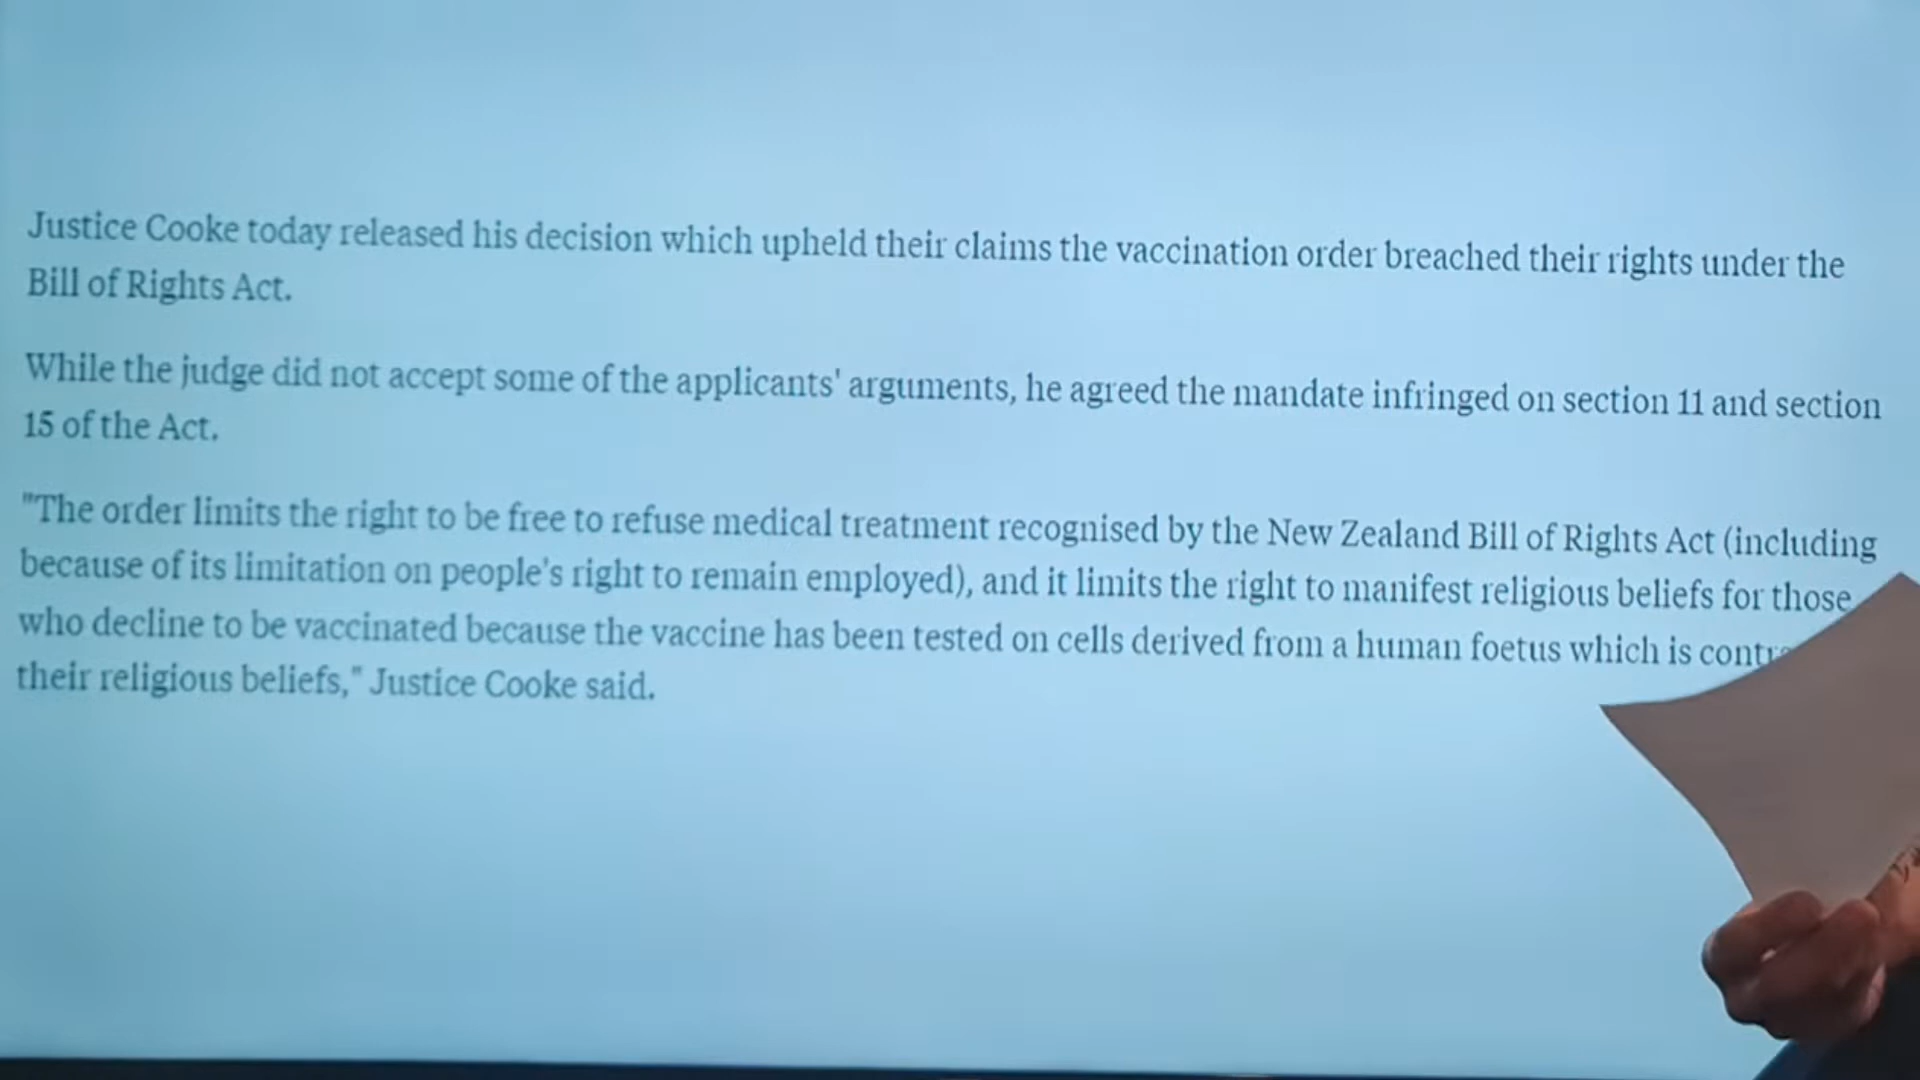 Justice Cooke today released his decision which upheld their claims the vaccination order breached their rights under the
Bill of Rights Act.
While the judge did not accept some of the applicants' arguments, he agreed the mandate infringed on section 11 and section
15 of the Act.
"The order limits the right to be free to refuse medical treatment recognised by the New Zealand Bill of Rights Act (including
because of its limitation on people's right to remain employed), and it limits the right to manifest religious beliefs for those
who decline to be vaccinated because the vaccine has been tested on cells derived from a human foetus which is
their religious beliefs," Justice Cooke said.